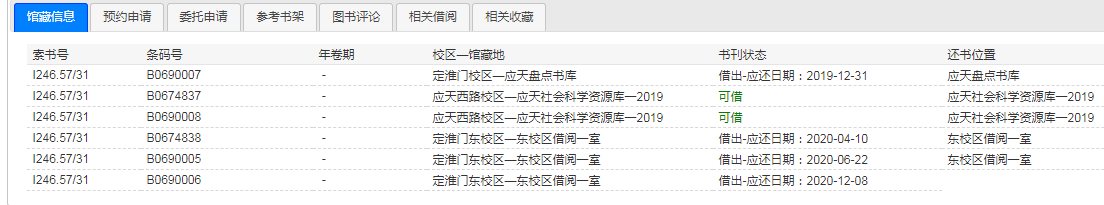 馆藏信息 预约申请 委托申请 参考书架 图书评论 相关借阅 相关收藏
索书号 条码号 年卷期 校区—馆藏地 书刊状态 还书位置
I246.57/31 B0690007 - 定淮门校区—应天盘点书库 借出-应还日期：2019-12-31 应天盘点书库
I246.57/31 B0674837 - 应天西路校区—应天社会科学资源库—2019 可借 应天社会科学资源库—2019
I246.57/31 B0690008 - 应天西路校区—应天社会科学资源库—2019 可借 应天社会科学资源库—2019
I246.57/31 B0674838 - 定淮门东校区—东校区借阅一室 借出-应还日期：2020-04-10 东校区借阅一室
I246.57/31 B0690005 - 定淮门东校区—东校区借阅一室 借出-应还日期：2020-06-22 东校区借阅一室
I246.57/31 B0690006 - 定淮门东校区—东校区借阅一室 借出-应还日期：2020-12-08